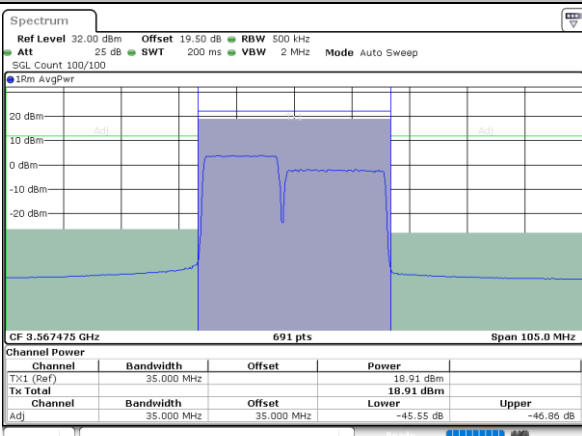 Spectrum
Ref Level 32.00 dBm Offset 19.50 dB RBW 500 kHz
Att 25 dB SWT 200 ms VBW 2 MHz Mode Auto Sweep
SGL Count 100/100
1Rm AvgPwr
20 dBm
Adj Adj
10 dBm
0 dBm
-10 dBm
-20 dBm
CF 3.567475 GHz 691 pts Span 105.0 MHz
Channel Power
Channel Bandwidth Offset Power
TX1 (Ref) 35.000 MHz 18.91 dBm
Tx Total 18.91 dBm
Channel Bandwidth Offset Lower Upper
Adj 35.000 MHz 35.000 MHz -45.55 dB -46.86 dB